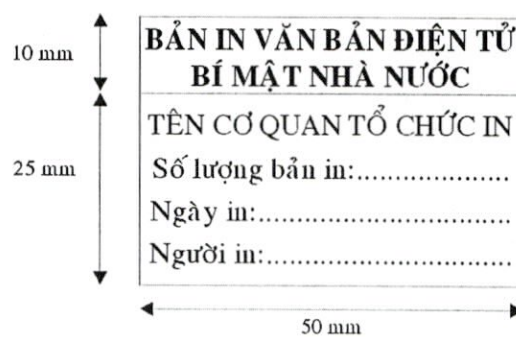 10 mm
BẢN IN VĂN BẢN ĐIỆN TỬ
BÍ MẬT NHÀ NƯỚC
25 mm
TÊN CƠ QUAN TỔ CHỨC IN
Số lượng bản in:....................
Ngày in:..................................
Người in:.................................
50 mm